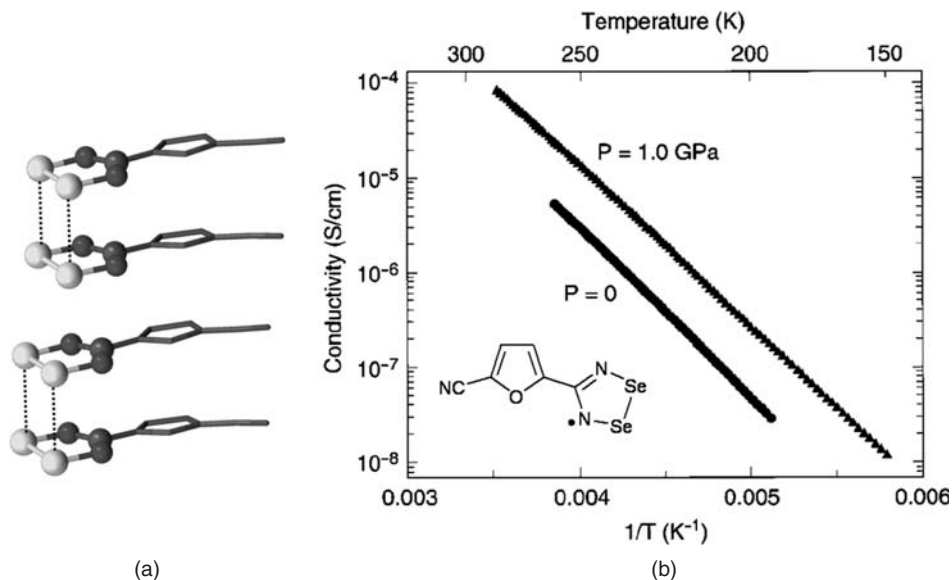 Temperature (K)
300 250 200 150
10⁻⁴
10⁻⁵
10⁻⁶
10⁻⁷
10⁻⁸
Conductivity (S/cm)
P = 1.0 GPa
P = 0
NC
O
N
Se
N
Se
0.003 0.004 0.005 0.006
1/T (K⁻¹)
(a) (b)